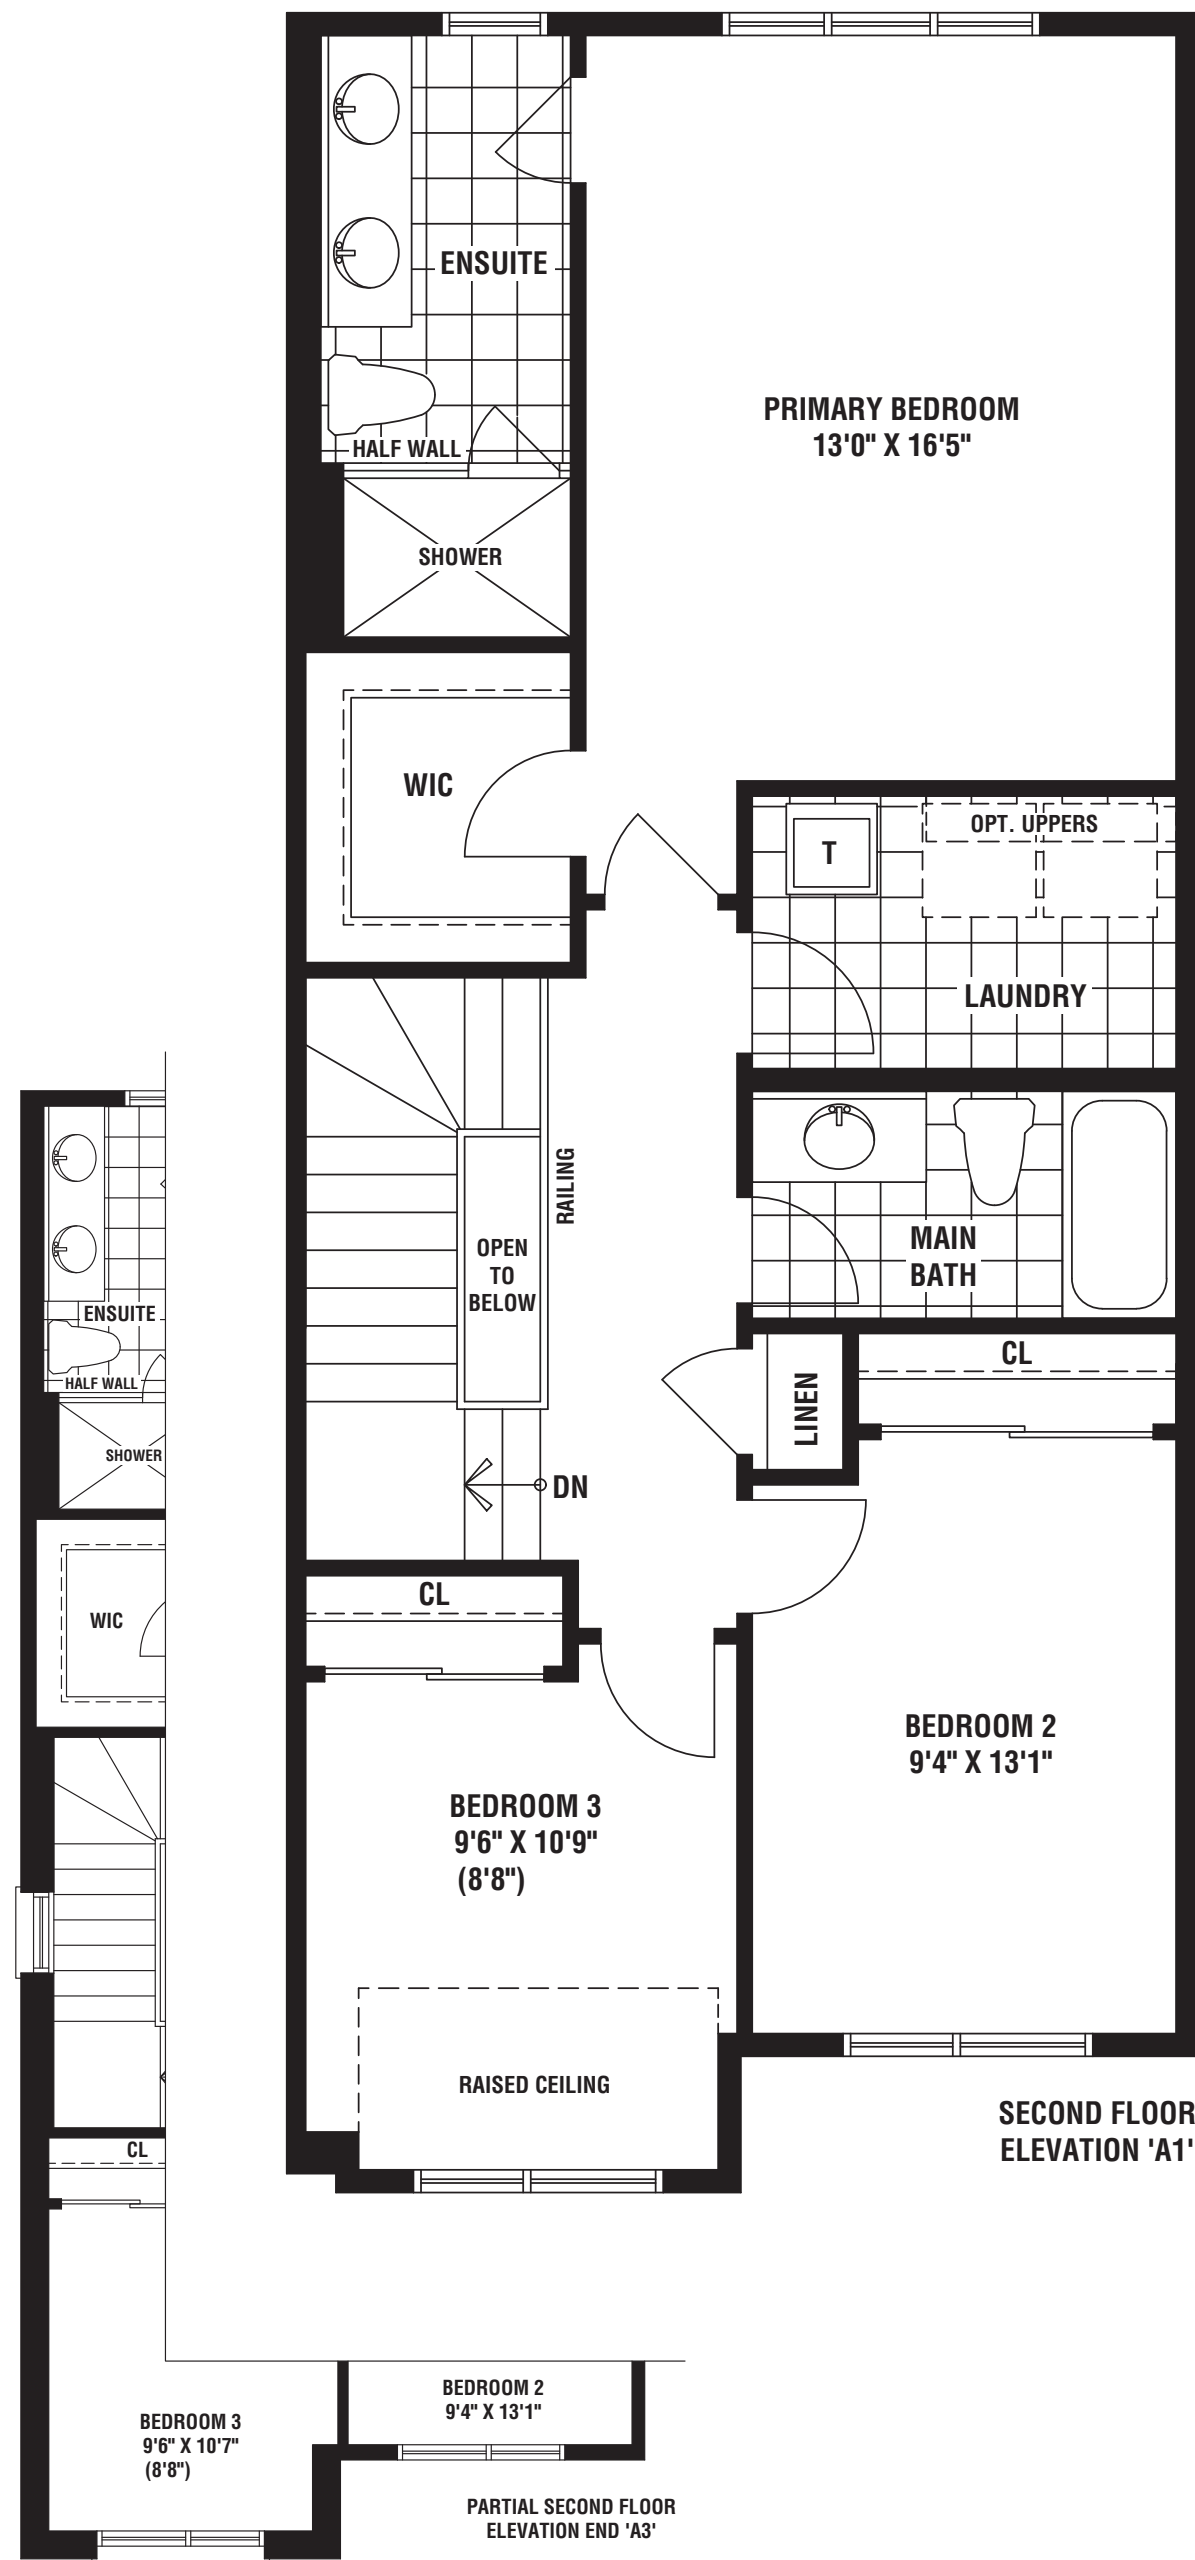 ENSUITE
PRIMARY BEDROOM
13'0" X 16'5"
HALF WALL
SHOWER
WIC
T
OPT. UPPERS
LAUNDRY
RAILING
OPEN
TO
BELOW
MAIN
BATH
LINEN
CL
DN
CL
BEDROOM 2
9'4" X 13'1"
BEDROOM 3
9'6" X 10'9"
(8'8")
RAISED CEILING
SECOND FLOOR
ELEVATION 'A1'
ENSUITE
HALF WALL
SHOWER
WIC
CL
BEDROOM 3
9'6" X 10'7"
(8'8")
BEDROOM 2
9'4" X 13'1"
PARTIAL SECOND FLOOR
ELEVATION END 'A3'